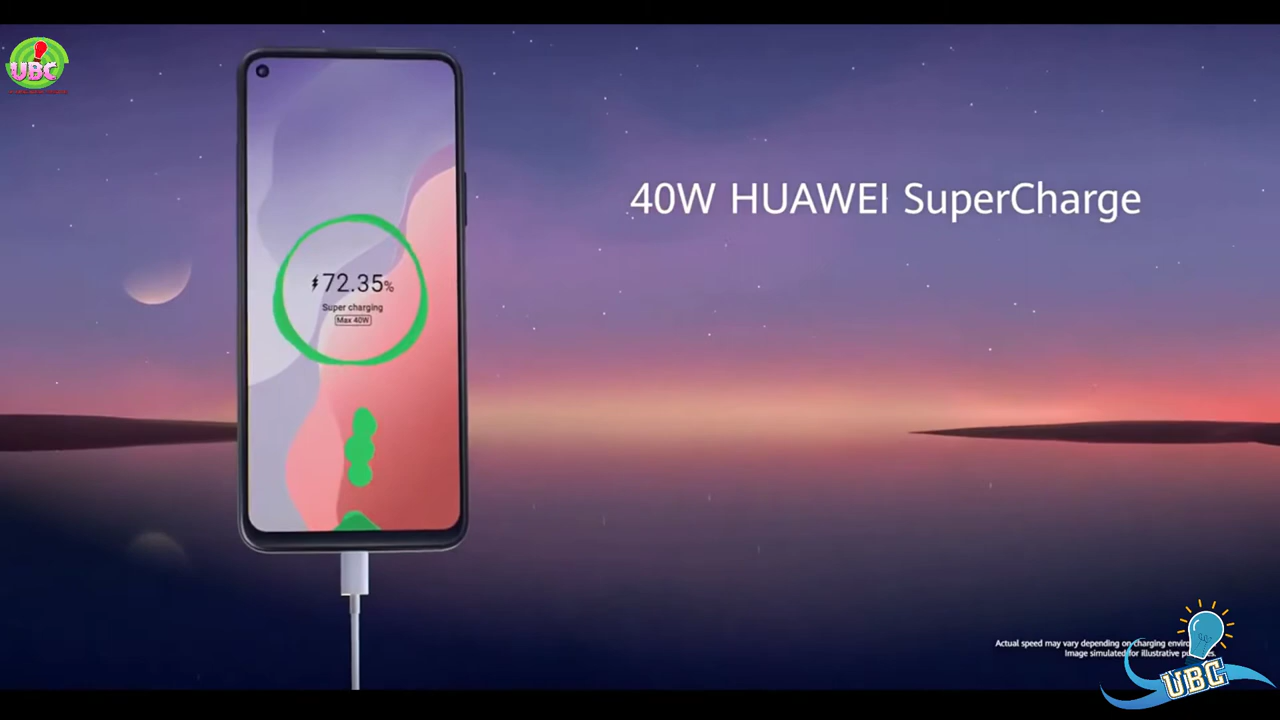 UBC
40W HUAWEI SuperCharge
72.35%
Super charging
Max 40W
Actual speed may vary depending on charging
Image simulated for illustrative
UBC